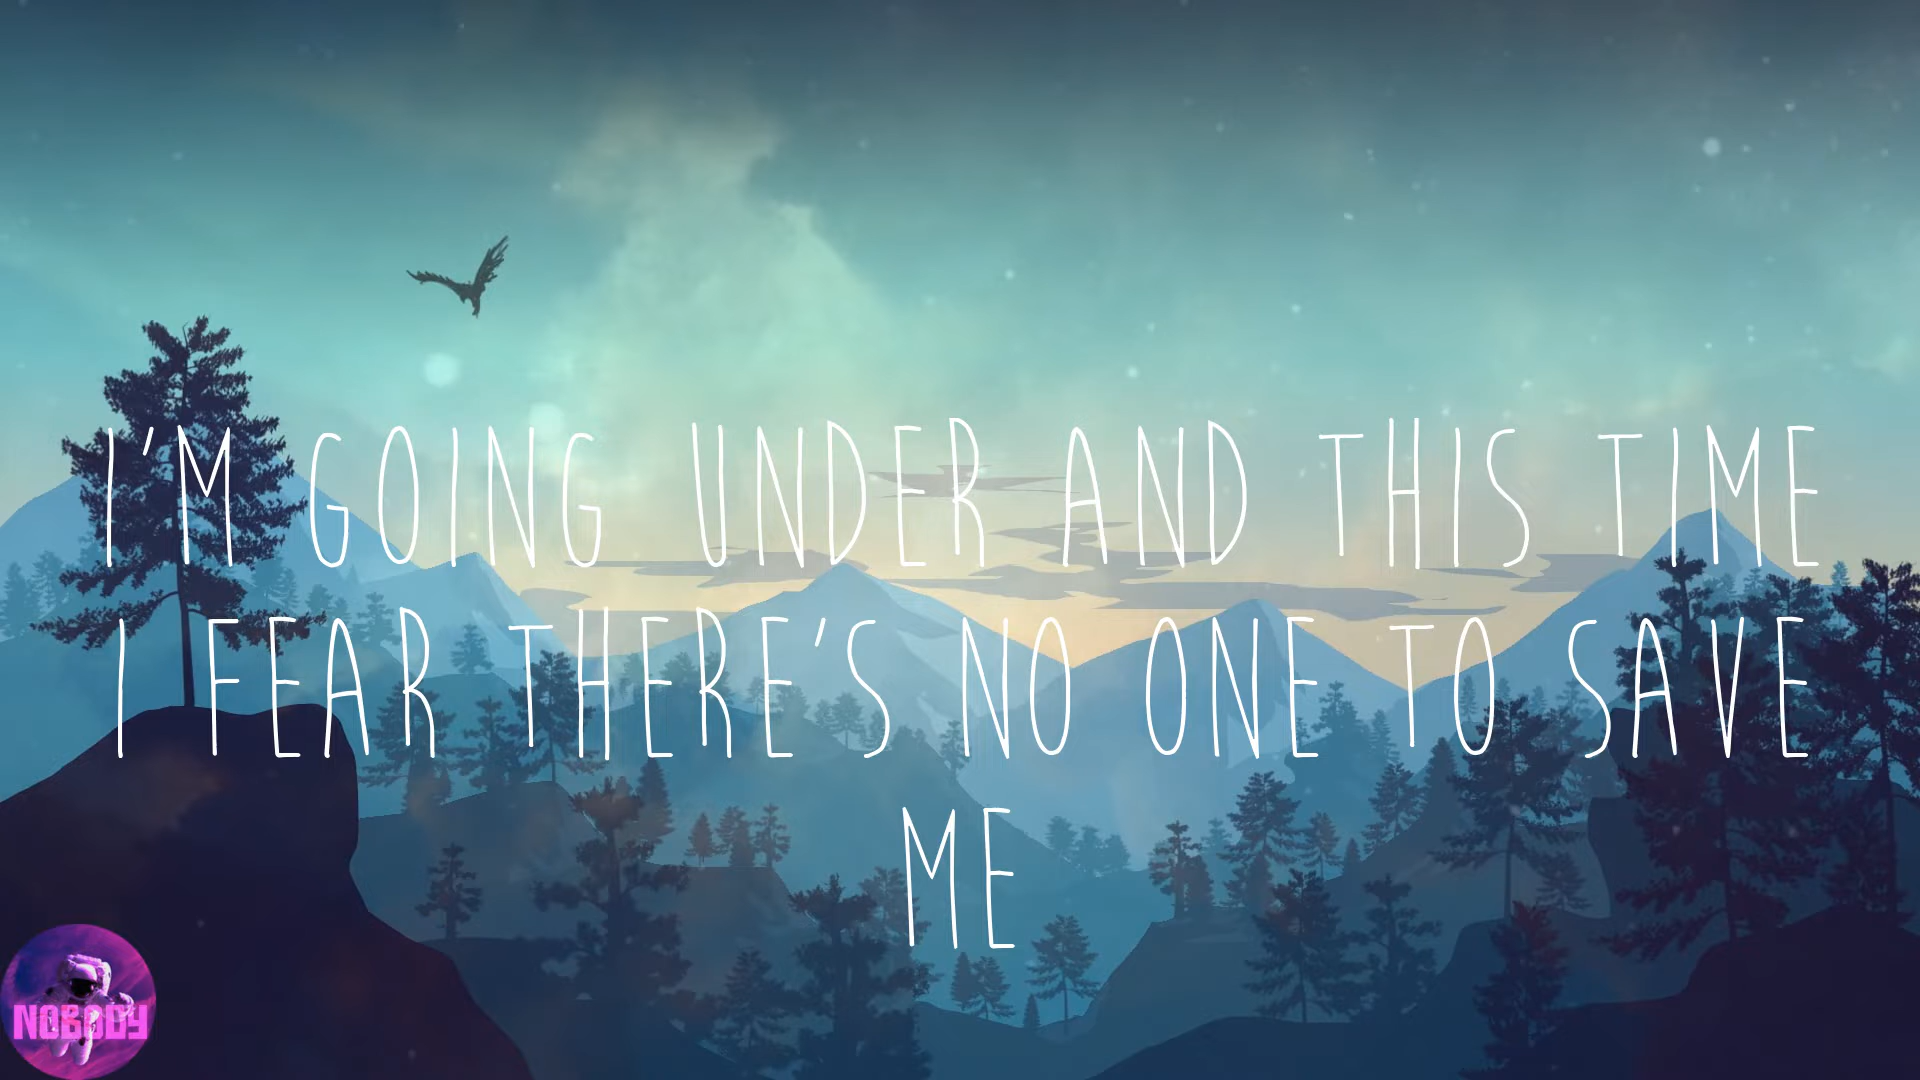 I'M GOING UNDER AND THIS TIME
I FEAR THERE'S NO ONE TO SAVE
ME
NOBODY